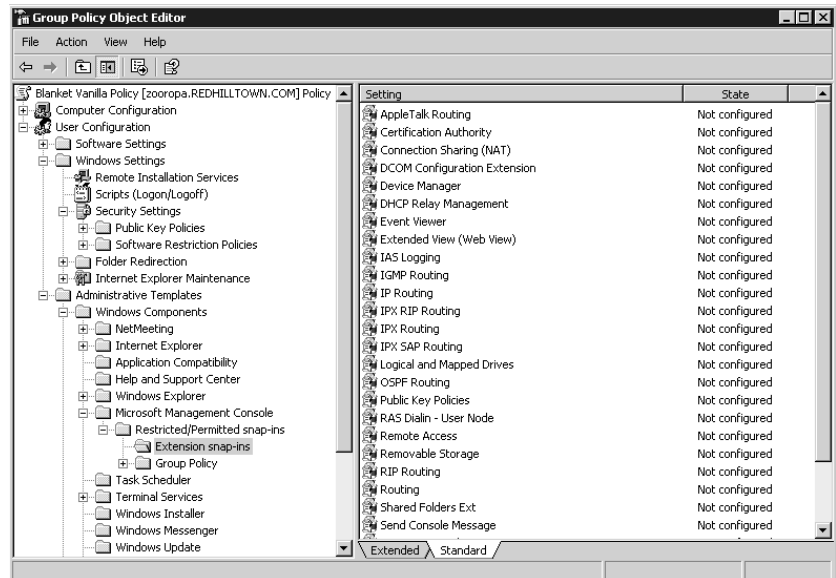 Group Policy Object Editor
File Action View Help
Blanket Vanilla Policy [zooropa.REDHILLTOWN.COM] Policy
Computer Configuration
User Configuration
Software Settings
Windows Settings
Remote Installation Services
Scripts (Logon/Logoff)
Security Settings
Public Key Policies
Software Restriction Policies
Folder Redirection
Internet Explorer Maintenance
Administrative Templates
Windows Components
NetMeeting
Internet Explorer
Application Compatibility
Help and Support Center
Windows Explorer
Microsoft Management Console
Restricted/Permitted snap-ins
Extension snap-ins
Group Policy
Task Scheduler
Terminal Services
Windows Installer
Windows Messenger
Windows Update
Setting State
AppleTalk Routing Not configured
Certification Authority Not configured
Connection Sharing (NAT) Not configured
DCOM Configuration Extension Not configured
Device Manager Not configured
DHCP Relay Management Not configured
Event Viewer Not configured
Extended View (Web View) Not configured
IAS Logging Not configured
IGMP Routing Not configured
IP Routing Not configured
IPX RIP Routing Not configured
IPX Routing Not configured
IPX SAP Routing Not configured
Logical and Mapped Drives Not configured
OSPF Routing Not configured
Public Key Policies Not configured
RAS Dialin - User Node Not configured
Remote Access Not configured
Removable Storage Not configured
RIP Routing Not configured
Routing Not configured
Shared Folders Ext Not configured
Send Console Message Not configured
Extended Standard